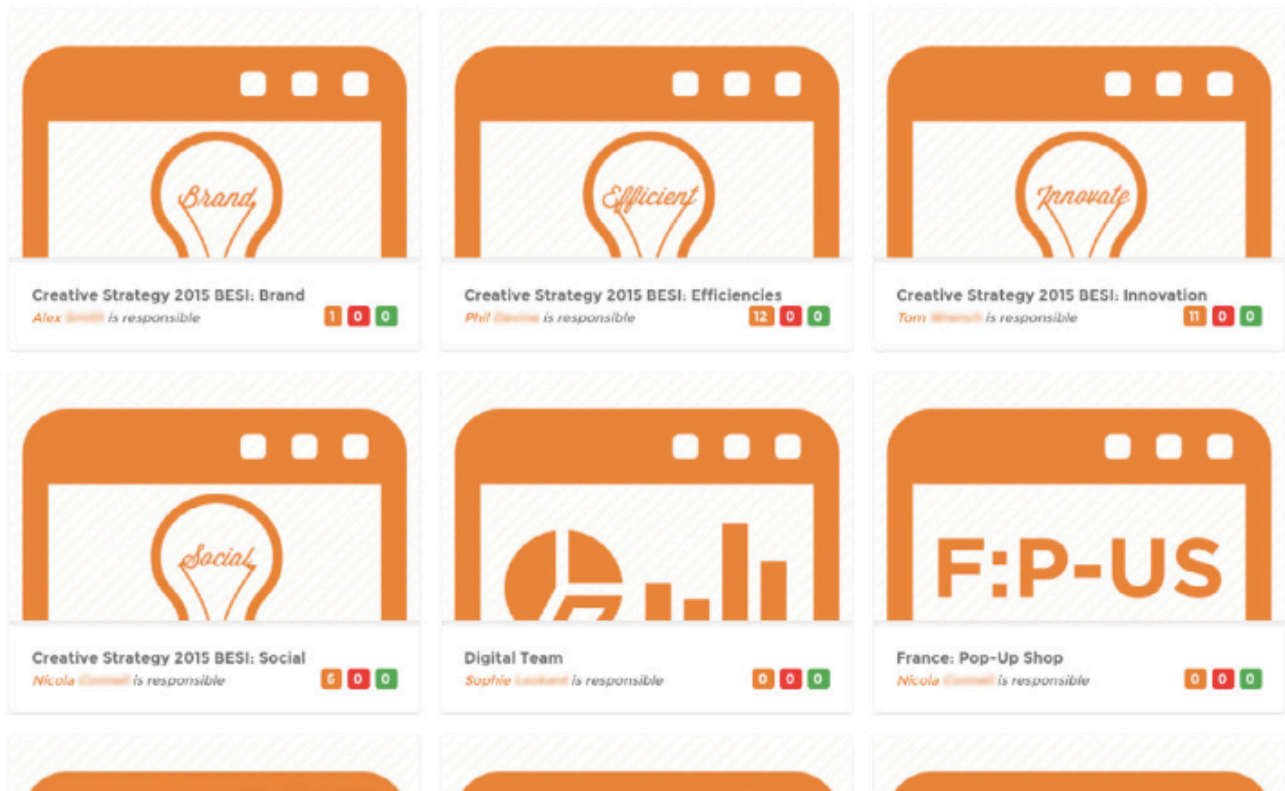 Brand
Efficient
Innovate
Creative Strategy 2015 BESI: Brand
Alex is responsible
1 0 0
Creative Strategy 2015 BESI: Efficiencies
Phil is responsible
12 0 0
Creative Strategy 2015 BESI: Innovation
Tom is responsible
11 0 0
Social
F:P-US
Creative Strategy 2015 BESI: Social
Nicola is responsible
6 0 0
Digital Team
Sophie is responsible
0 0 0
France: Pop-Up Shop
Nicola is responsible
0 0 0